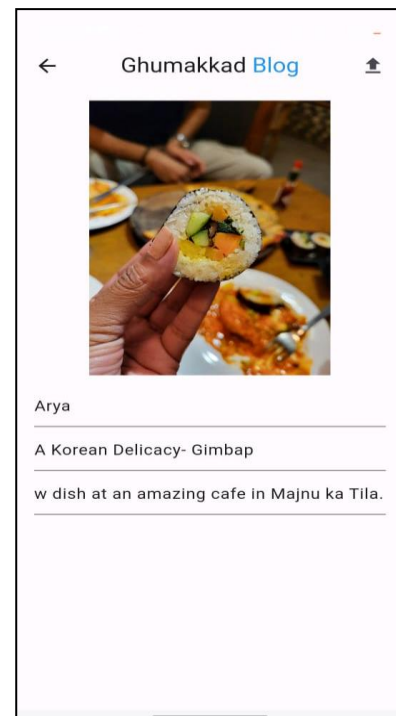 Ghumakkad Blog
Arya
A Korean Delicacy- Gimbap
w dish at an amazing cafe in Majnu ka Tila.